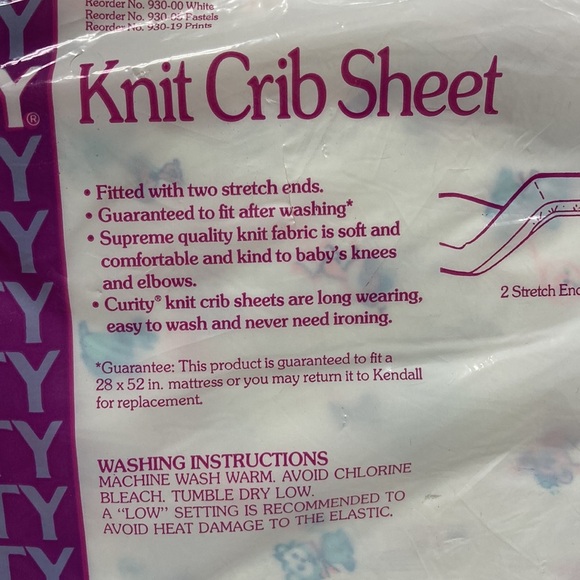 Reorder No. 930-00 White
Reorder No. 930-06 Pastels
Reorder No. 930-19 Prints
Knit Crib Sheet
®
• Fitted with two stretch ends.
• Guaranteed to fit after washing*
• Supreme quality knit fabric is soft and
comfortable and kind to baby's knees
and elbows.
• Curity® knit crib sheets are long wearing,
easy to wash and never need ironing.
2 Stretch
*Guarantee: This product is guaranteed to fit a
28 x 52 in. mattress or you may return it to Kendall
for replacement.
WASHING INSTRUCTIONS
MACHINE WASH WARM. AVOID CHLORINE
BLEACH. TUMBLE DRY LOW.
A "LOW" SETTING IS RECOMMENDED TO
AVOID HEAT DAMAGE TO THE ELASTIC.